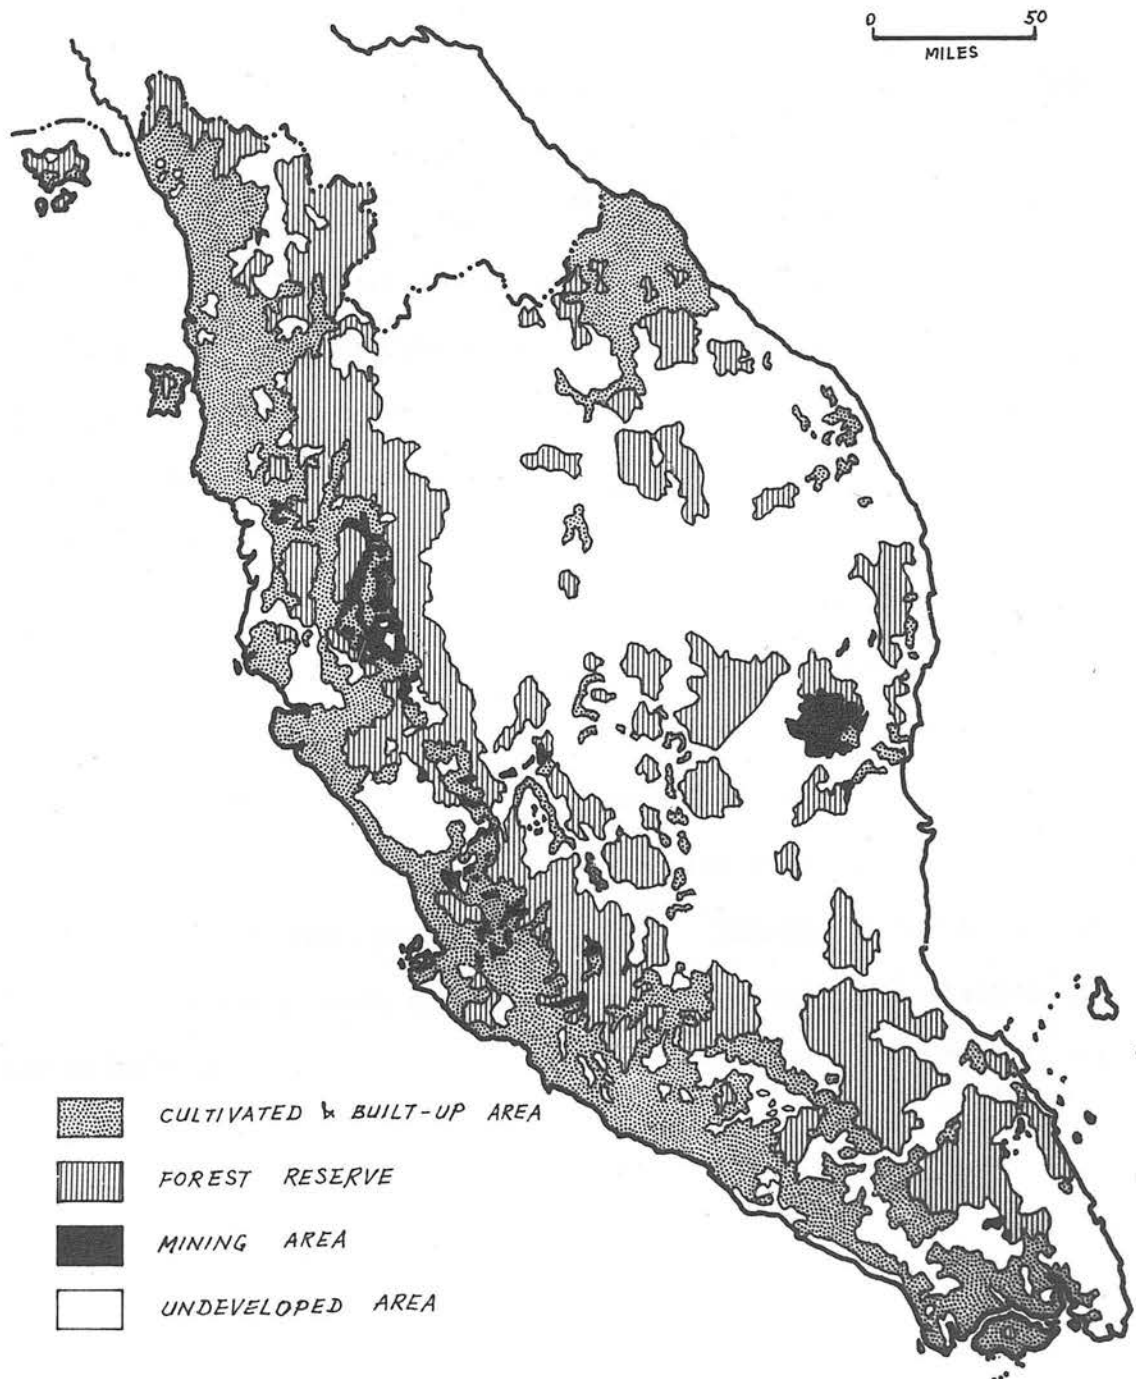 0 50
MILES
CULTIVATED & BUILT-UP AREA
FOREST RESERVE
MINING AREA
UNDEVELOPED AREA